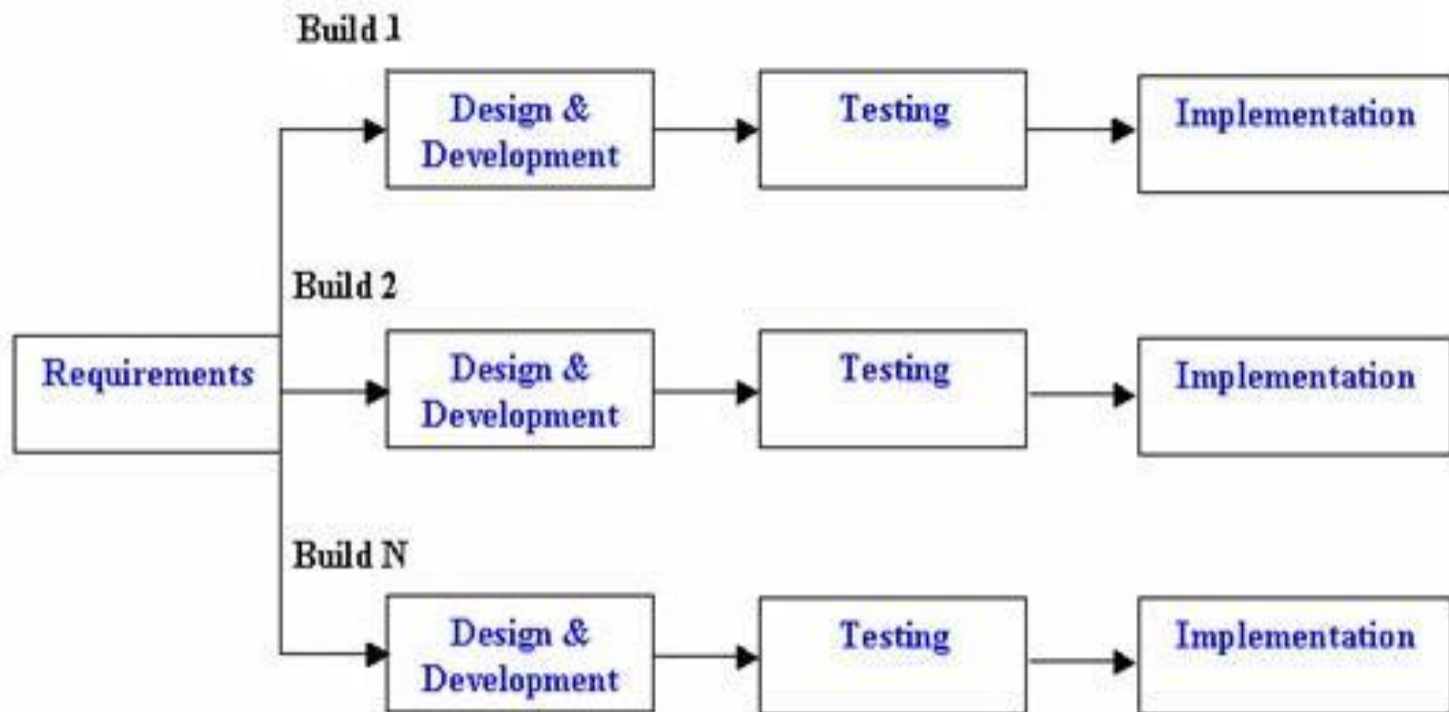 Build 1
Design &
Development
Testing
Implementation
Build 2
Requirements
Design &
Development
Testing
Implementation
Build N
Design &
Development
Testing
Implementation